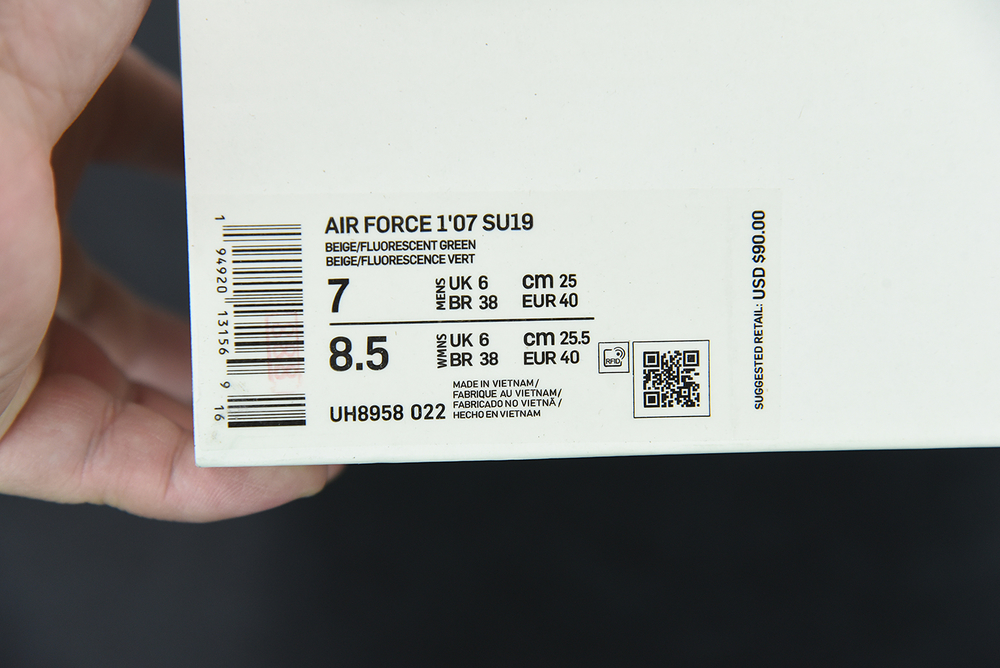 AIR FORCE 1'07 SU19
BEIGE/FLUORESCENT GREEN
BEIGE/FLUORESCENCE VERT
7
MENS
UK 6
BR 38
cm 25
EUR 40
8.5
WMNS
UK 6
BR 38
cm 25.5
EUR 40
RFID
MADE IN VIETNAM/
FABRIQUE AU VIETNAM/
FABRICADO NO VIETNÃ/
HECHO EN VIETNAM
UH8958 022
1 94920 13156 9 16
SUGGESTED RETAIL: USD $90.00